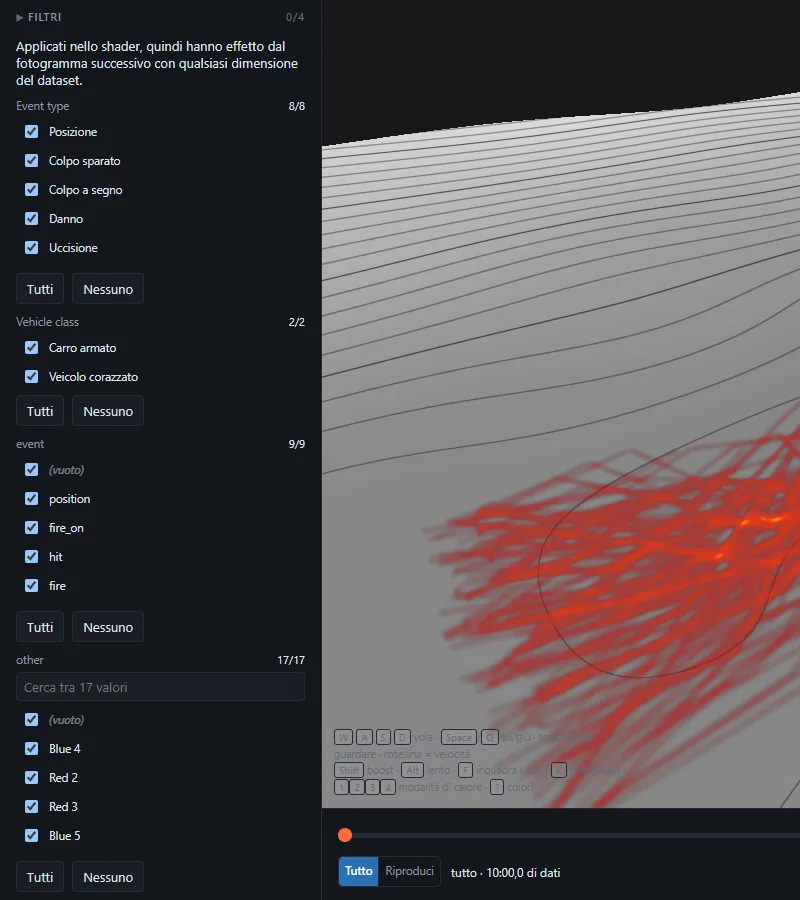 ▶ FILTRI 0/4
Applicati nello shader, quindi hanno effetto dal
fotogramma successivo con qualsiasi dimensione
del dataset.
Event type 8/8
Posizione
Colpo sparato
Colpo a segno
Danno
Uccisione
Tutti Nessuno
Vehicle class 2/2
Carro armato
Veicolo corazzato
Tutti Nessuno
event 9/9
(vuoto)
position
fire_on
hit
fire
Tutti Nessuno
other 17/17
Cerca tra 17 valori
(vuoto)
Blue 4
Red 2
Red 3
Blue 5
Tutti Nessuno
W A S D vola · Space
guardare · rotellina = velocità
Shift boost · Alt lento · F inquadra
1 2 3 4 modalità di calore · ? colori
Tutto Riproduci tutto · 10:00,0 di dati